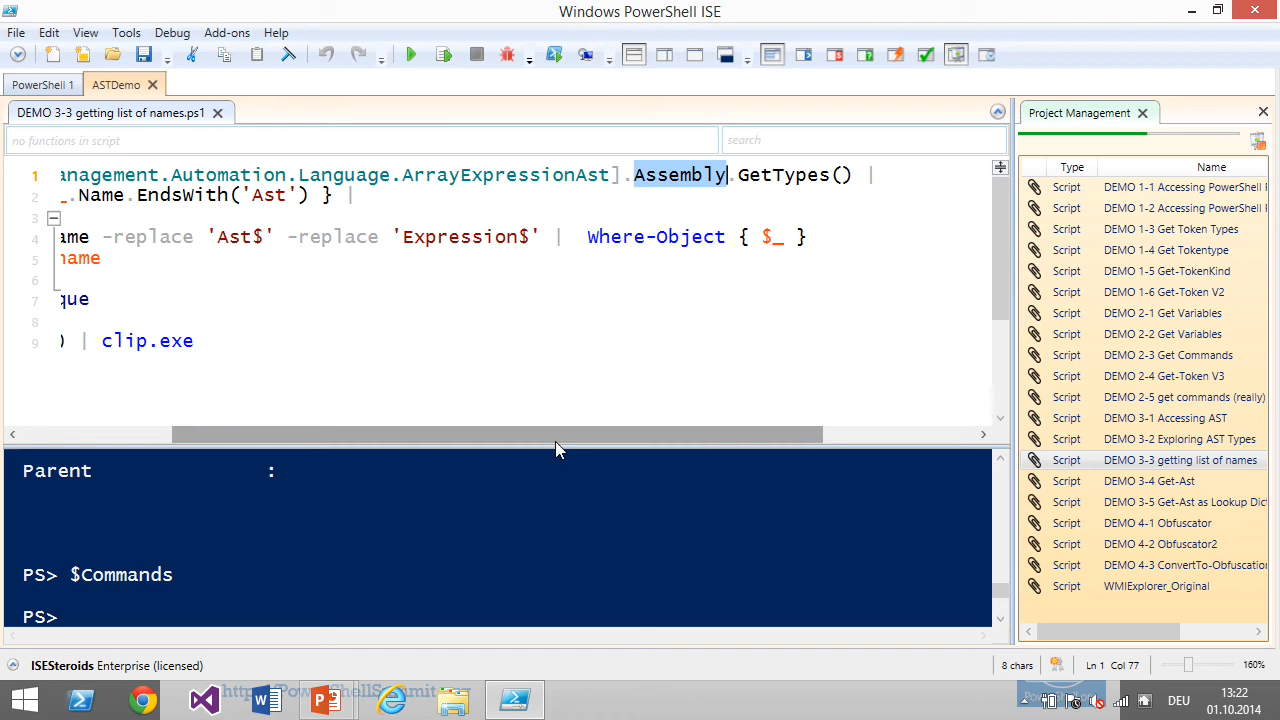 Windows PowerShell ISE
File Edit View Tools Debug Add-ons Help
PowerShell 1 ASTDemo
DEMO 3-3 getting list of names.ps1
no functions in script search
1 anagement.Automation.Language.ArrayExpressionAst].Assembly.GetTypes() |
2 _.Name.EndsWith('Ast') } |
3
4 ame -replace 'Ast$' -replace 'Expression$' | Where-Object { $_ }
5 name
6
7 que
8
9 ) | clip.exe
Parent :
PS> $Commands
PS>
Project Management
Type Name
Script DEMO 1-1 Accessing PowerShell
Script DEMO 1-2 Accessing PowerShell
Script DEMO 1-3 Get Token Types
Script DEMO 1-4 Get Tokentype
Script DEMO 1-5 Get-TokenKind
Script DEMO 1-6 Get-Token V2
Script DEMO 2-1 Get Variables
Script DEMO 2-2 Get Variables
Script DEMO 2-3 Get Commands
Script DEMO 2-4 Get-Token V3
Script DEMO 2-5 get commands (really)
Script DEMO 3-1 Accessing AST
Script DEMO 3-2 Exploring AST Types
Script DEMO 3-3 getting list of names
Script DEMO 3-4 Get-Ast
Script DEMO 3-5 Get-Ast as Lookup Dic
Script DEMO 4-1 Obfuscator
Script DEMO 4-2 Obfuscator2
Script DEMO 4-3 ConvertTo-Obfuscation
Script WMIExplorer_Original
ISESteroids Enterprise (licensed) 8 chars Ln 1 Col 77 160%
DEU
13:22
01.10.2014